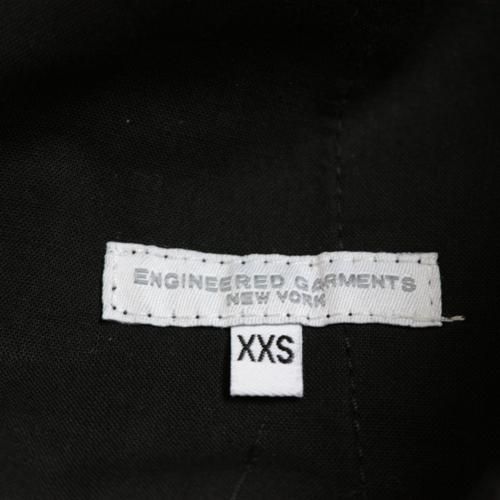 ENGINEERED GARMENTS
NEW YORK
XXS